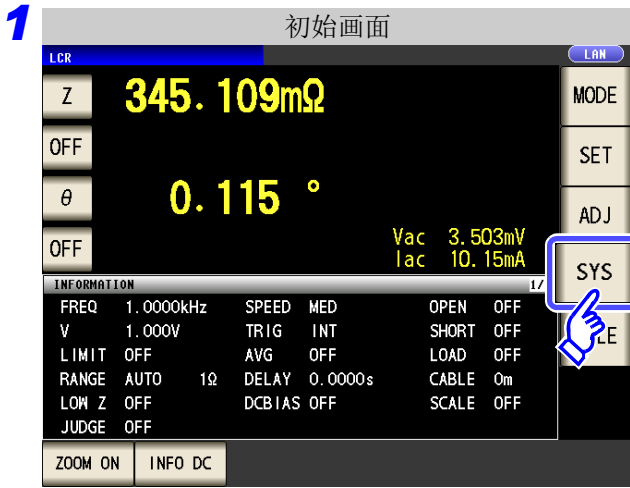 1
初始画面
LCR
LAN
Z 345.109mΩ
MODE
OFF
SET
θ 0.115 °
ADJ
OFF
Vac 3.503mV
Iac 10.15mA
SYS
INFORMATION 1/
FREQ 1.0000kHz SPEED MED OPEN OFF
V 1.000V TRIG INT SHORT OFF
LIMIT OFF AVG OFF LOAD OFF
RANGE AUTO 1Ω DELAY 0.0000s CABLE 0m
LOW Z OFF DCBIAS OFF SCALE OFF
JUDGE OFF
ZOOM ON INFO DC